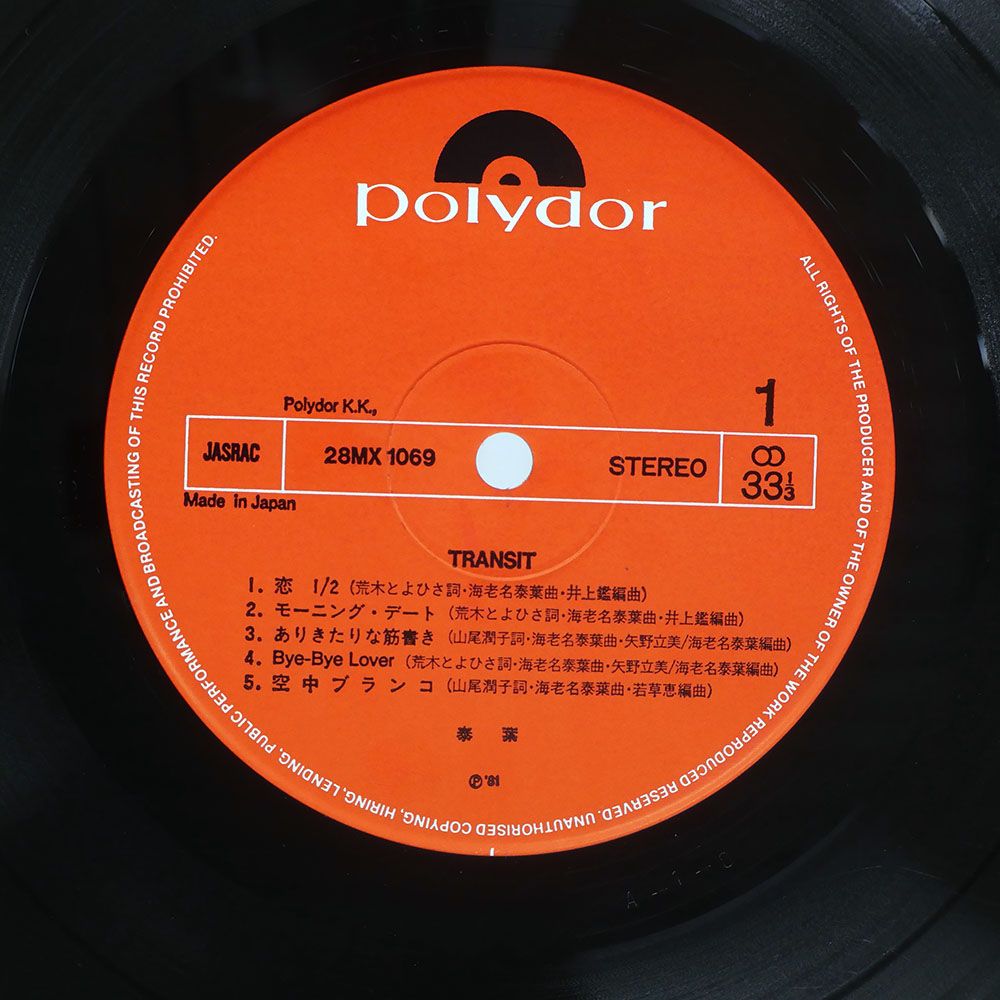 polydor
1
Polydor K.K.,
JASRAC
28MX 1069
STEREO
33⅓
Made in Japan
TRANSIT
1. 恋 1/2 (荒木とよひさ詞・海老名泰葉曲・井上鑑編曲)
2. モーニング・デート (荒木とよひさ詞・海老名泰葉曲・井上鑑編曲)
3. ありきたりな筋書き (山尾潤子詞・海老名泰葉曲・矢野立美/海老名泰葉編曲)
4. Bye-Bye Lover (荒木とよひさ詞・海老名泰葉曲・矢野立美/海老名泰葉編曲)
5. 空中ブランコ (山尾潤子詞・海老名泰葉曲・若草恵編曲)
泰葉
℗ '81
ALL RIGHTS OF THE PRODUCER AND OF THE OWNER OF THE WORK REPRODUCED RESERVED. UNAUTHORISED COPYING, HIRING, LENDING, PUBLIC PERFORMANCE AND BROADCASTING OF THIS RECORD PROHIBITED.